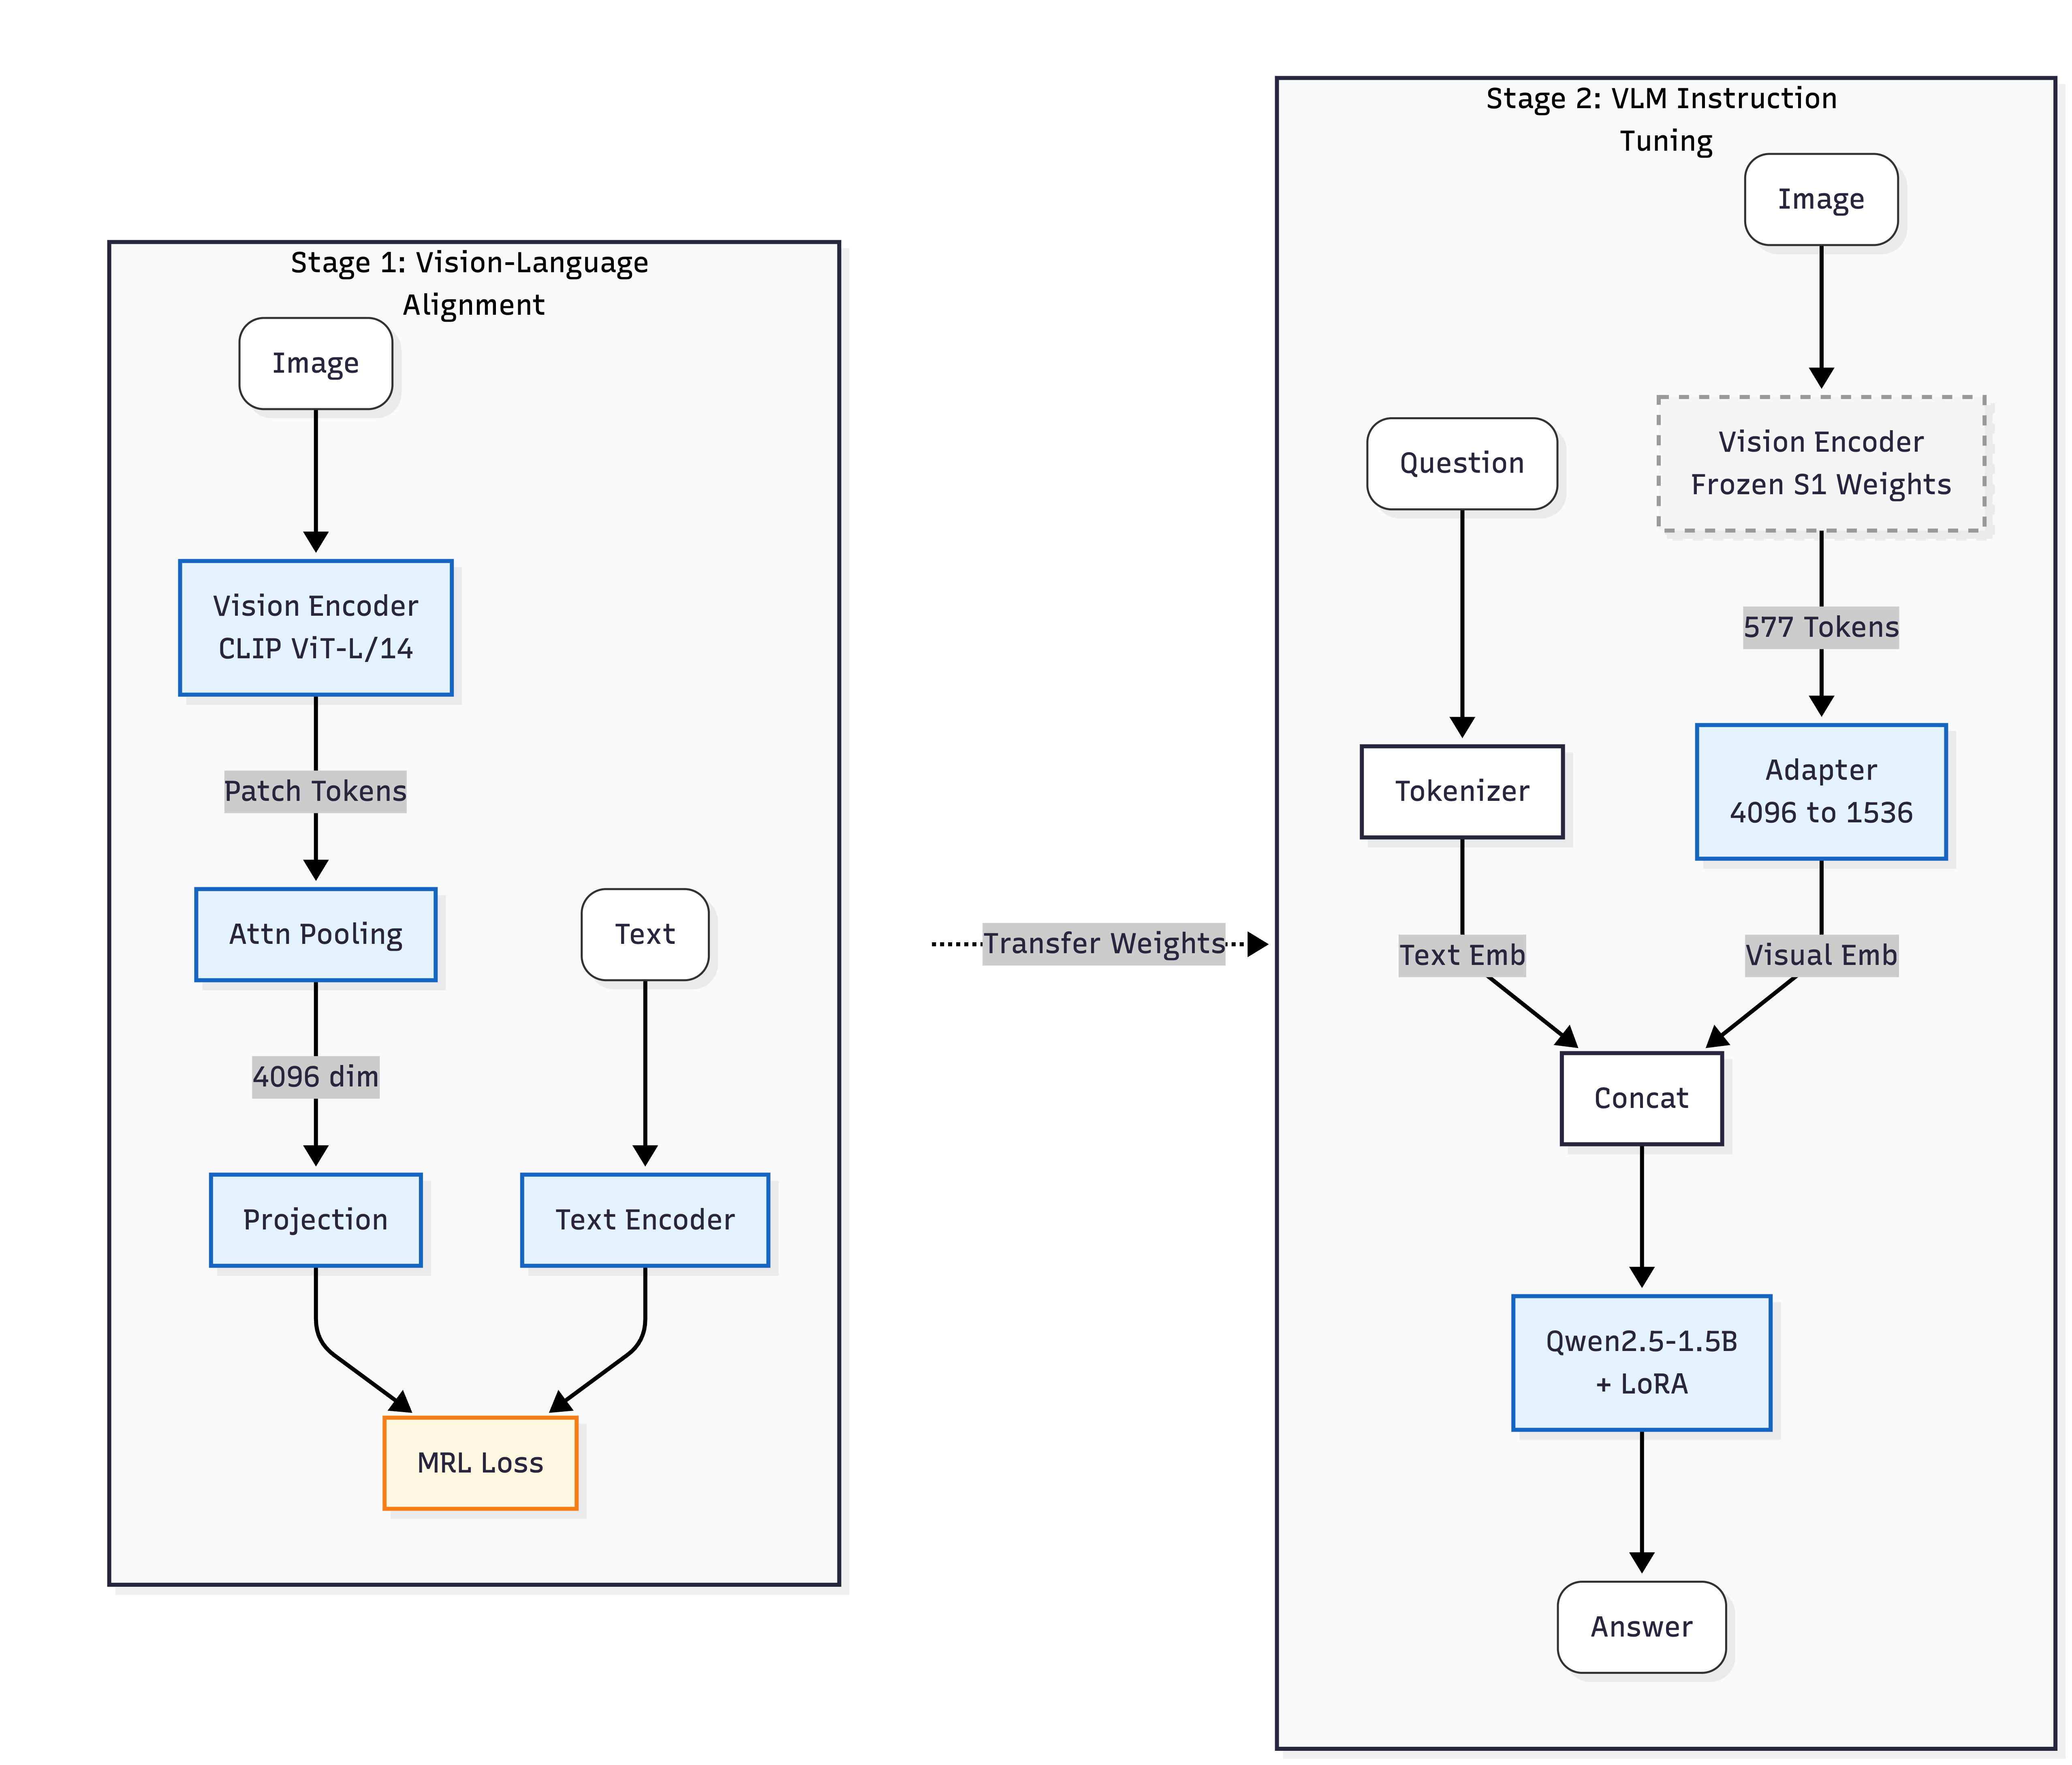 Stage 1: Vision-Language
Alignment
Image
Vision Encoder
CLIP ViT-L/14
Patch Tokens
Attn Pooling
Text
4096 dim
Projection
Text Encoder
MRL Loss
Transfer Weights
Stage 2: VLM Instruction
Tuning
Image
Question
Vision Encoder
Frozen S1 Weights
577 Tokens
Tokenizer
Adapter
4096 to 1536
Text Emb
Visual Emb
Concat
Qwen2.5-1.5B
+ LoRA
Answer